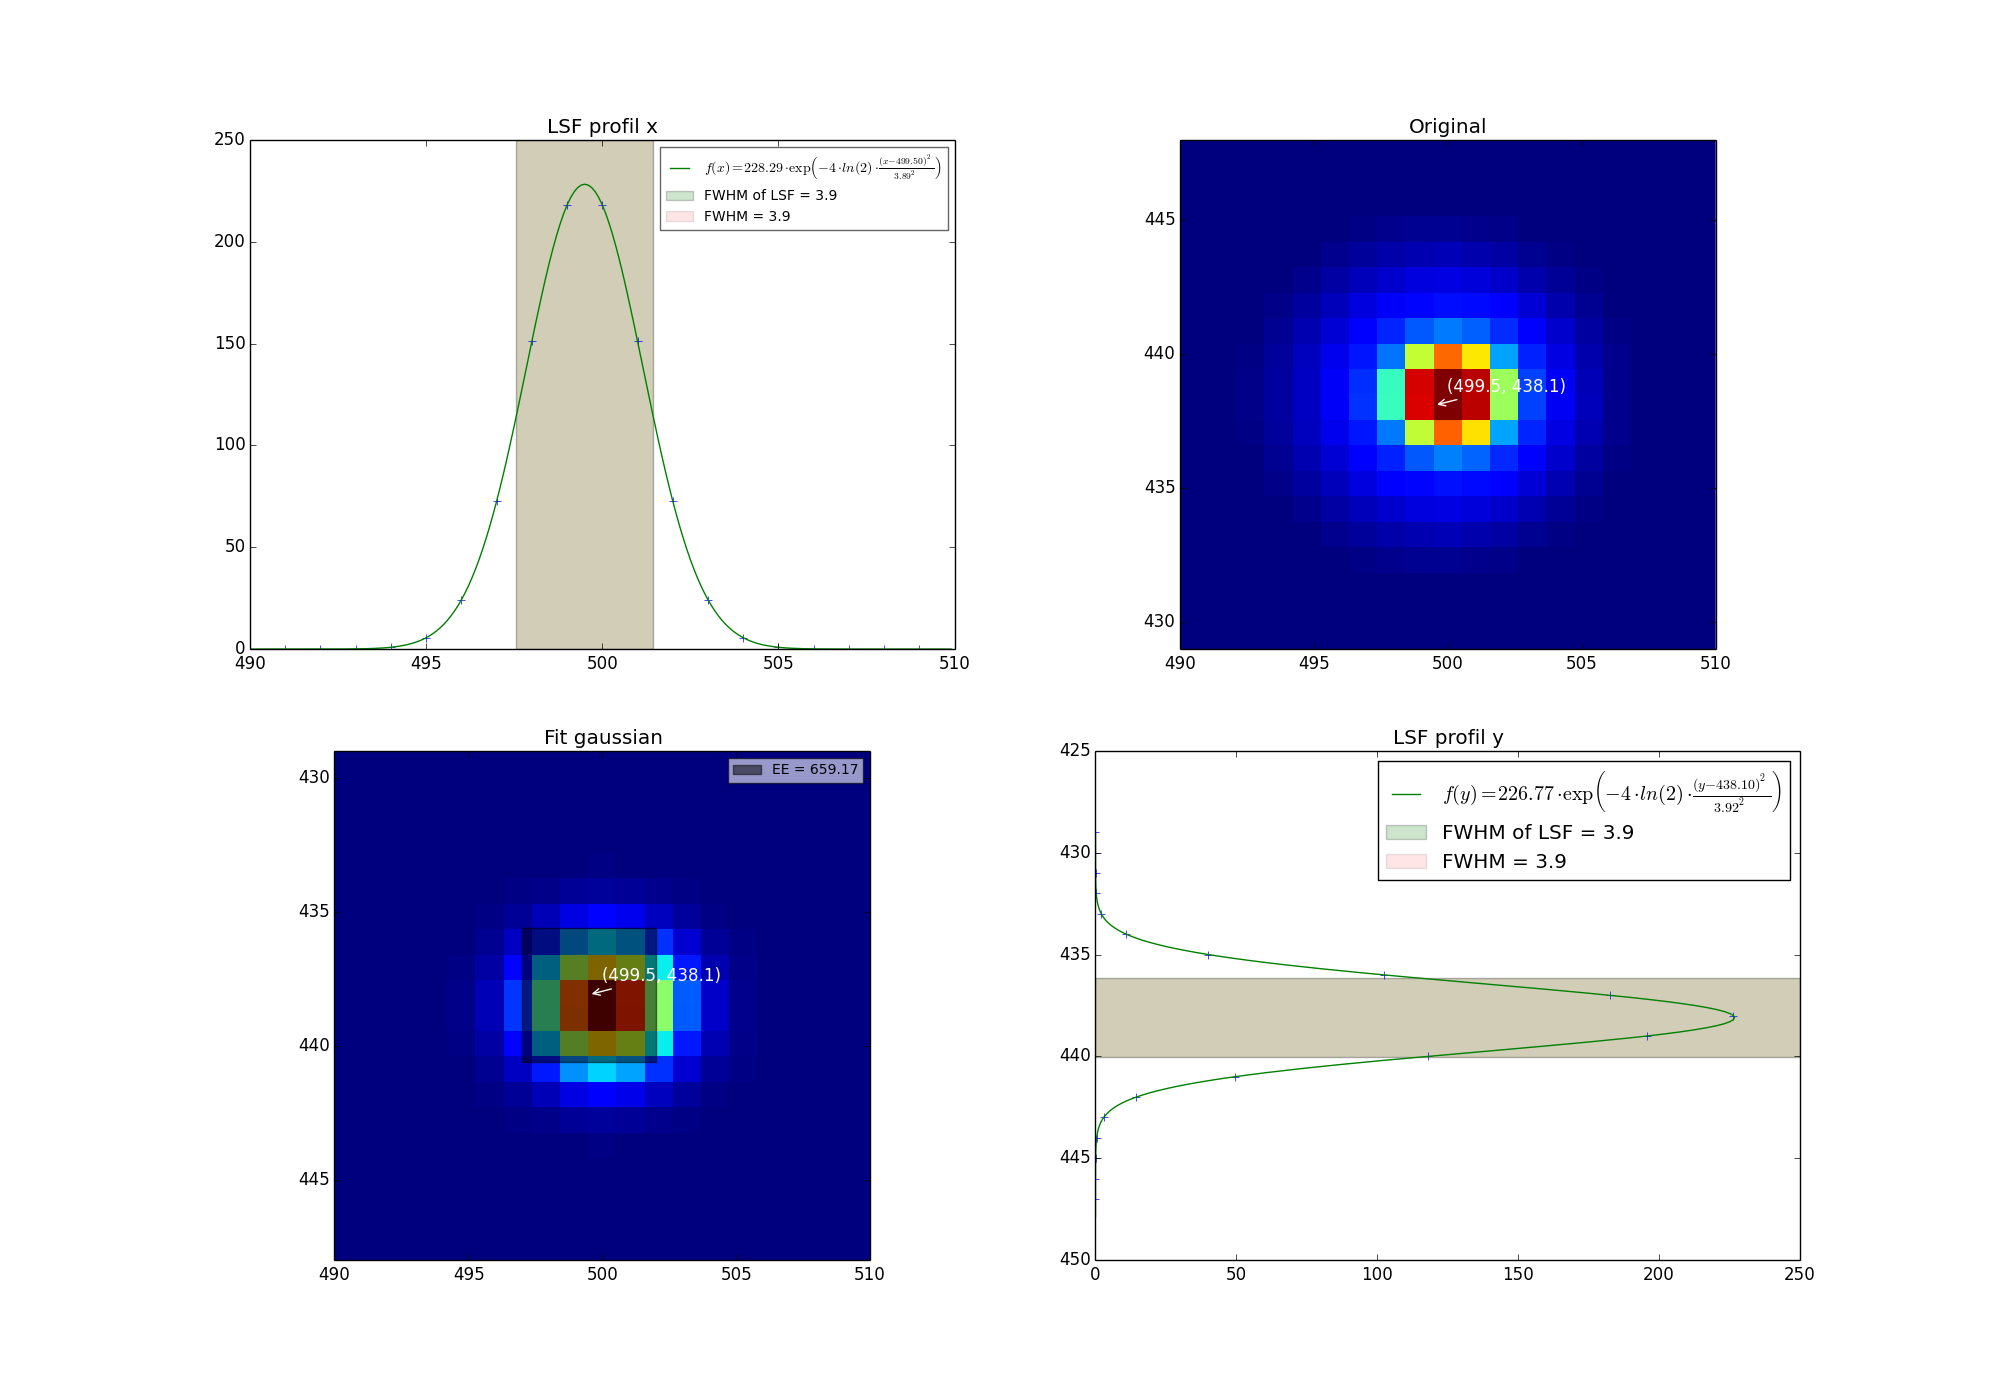 LSF profil x
250
200
150
100
50
0
490 495 500 505 510
f(x)=228.29·exp(−4·ln(2)·(x−499.50)²/3.89²)
FWHM of LSF = 3.9
FWHM = 3.9
Original
445
440
435
430
490 495 500 505 510
(499.5, 438.1)
Fit gaussian
430
435
440
445
490 495 500 505 510
EE = 659.17
(499.5, 438.1)
LSF profil y
425
430
435
440
445
450
0 50 100 150 200 250
f(y)=226.77·exp(−4·ln(2)·(y−438.10)²/3.92²)
FWHM of LSF = 3.9
FWHM = 3.9